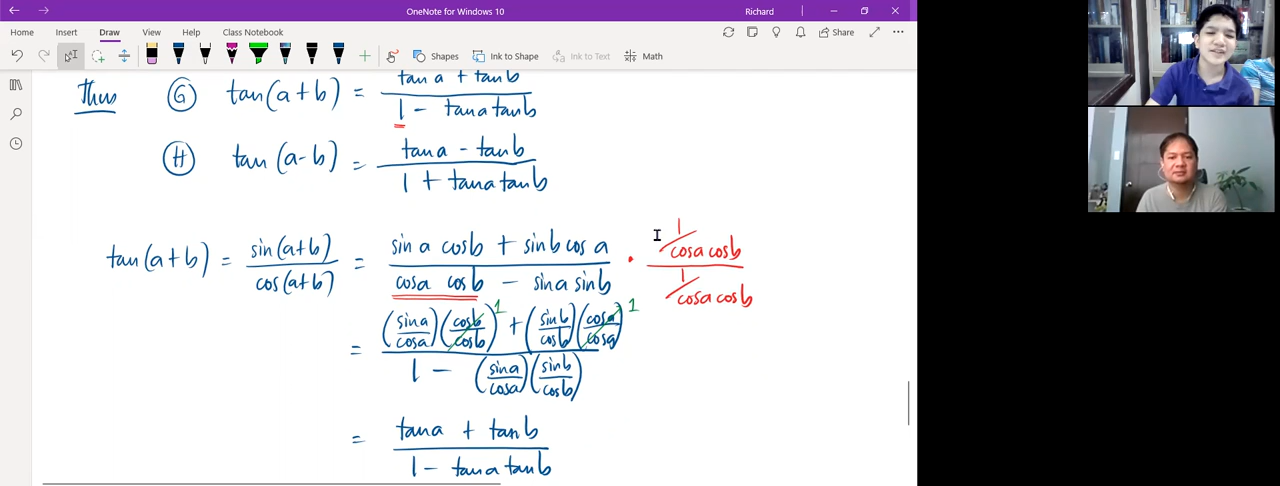 OneNote for Windows 10
Richard
Home Insert Draw View Help Class Notebook Share
Shapes Ink to Shape Ink to Text Math
Thus G tan(a+b) = (tan a + tan b)/(1 - tan a tan b)
H tan(a-b) = (tan a - tan b)/(1 + tan a tan b)
tan(a+b) = sin(a+b)/cos(a+b) = (sin a cos b + sin b cos a)/(cos a cos b - sin a sin b) · (1/cos a cos b)/(1/cos a cos b)
= ((sin a/cos a)(cos b/cos b)^1 + (sin b/cos b)(cos a/cos a)^1)/(1 - (sin a/cos a)(sin b/cos b))
= (tan a + tan b)/(1 - tan a tan b)